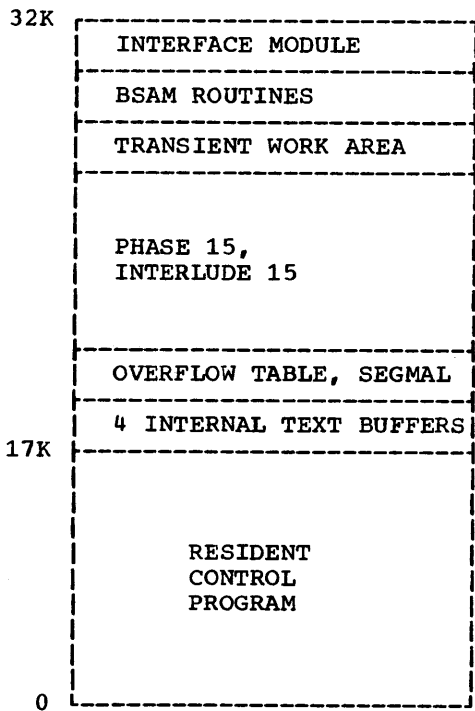 32K
INTERFACE MODULE
BSAM ROUTINES
TRANSIENT WORK AREA
PHASE 15,
INTERLUDE 15
OVERFLOW TABLE, SEGMAL
4 INTERNAL TEXT BUFFERS
17K
RESIDENT
CONTROL
PROGRAM
0